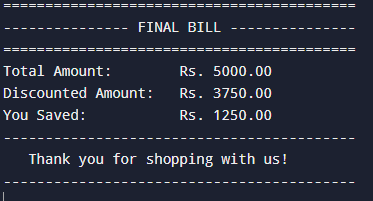 ==========================================
--------------- FINAL BILL ---------------
==========================================
Total Amount:        Rs. 5000.00
Discounted Amount:   Rs. 3750.00
You Saved:           Rs. 1250.00
------------------------------------------
   Thank you for shopping with us!
------------------------------------------